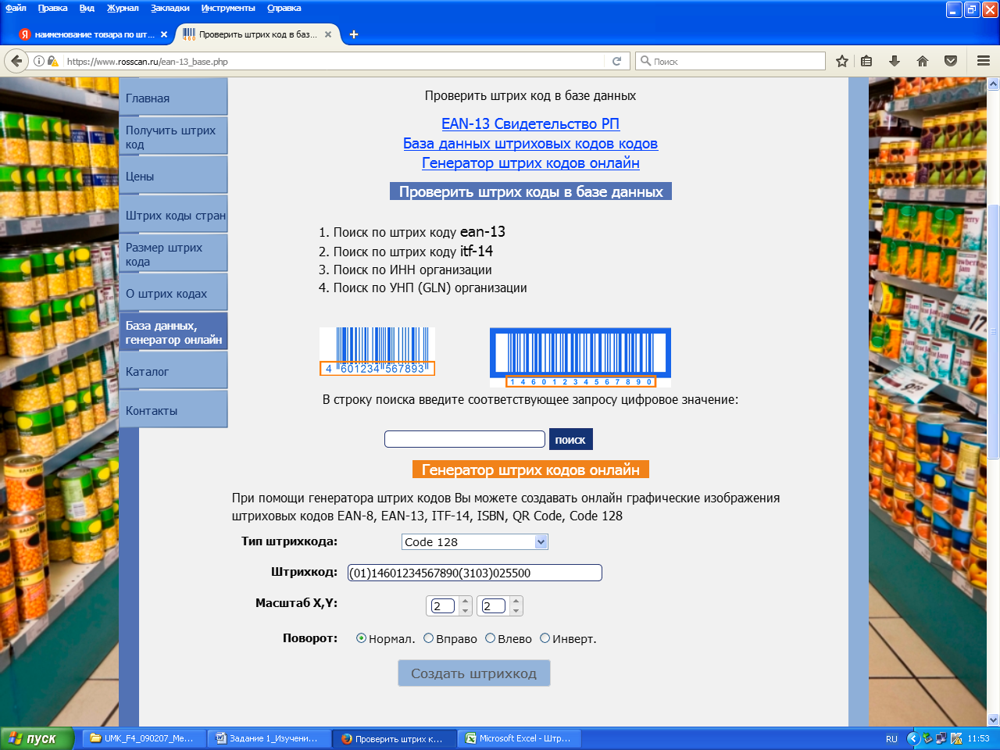 Файл Правка Вид Журнал Закладки Инструменты Справка
наименование товара по шт...
Проверить штрих код в баз...
https://www.rosscan.ru/ean-13_base.php
Поиск
Главная
Получить штрих
код
Цены
Штрих коды стран
Размер штрих
кода
О штрих кодах
База данных,
генератор онлайн
Каталог
Контакты
Проверить штрих код в базе данных
EAN-13 Свидетельство РП
База данных штриховых кодов кодов
Генератор штрих кодов онлайн
Проверить штрих коды в базе данных
1. Поиск по штрих коду ean-13
2. Поиск по штрих коду itf-14
3. Поиск по ИНН организации
4. Поиск по УНП (GLN) организации
4 601234 567893
1 4 6 0 1 2 3 4 5 6 7 8 9 0
В строку поиска введите соответствующее запросу цифровое значение:
поиск
Генератор штрих кодов онлайн
При помощи генератора штрих кодов Вы можете создавать онлайн графические изображения
штриховых кодов EAN-8, EAN-13, ITF-14, ISBN, QR Code, Code 128
Тип штрихкода: Code 128
Штрихкод: (01)14601234567890(3103)025500
Масштаб X,Y: 2 2
Поворот: Нормал. Вправо Влево Инверт.
Создать штрихкод
пуск
UMK_F4_090207_Me...
Задание 1_Изучени...
Проверить штрих к...
Microsoft Excel - Штр...
RU
11:53